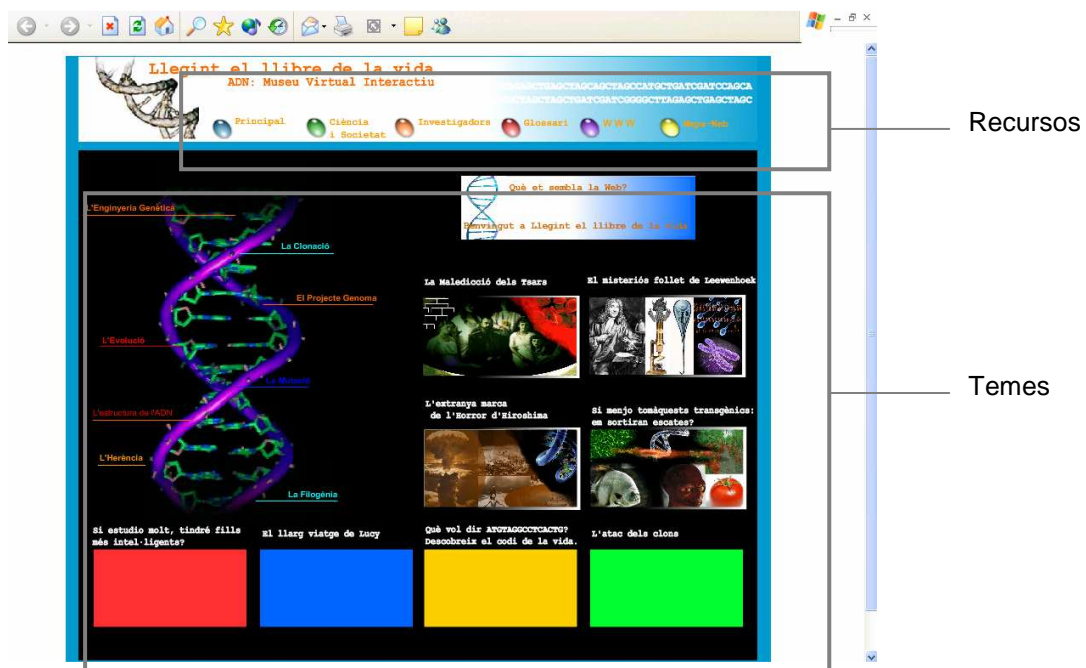 Llegint el llibre de la vida
ADN: Museu Virtual Interactiu
Principal
Ciència
i Societat
Investigadors
Glossari
WWW
Mapa-Web
Recursos
Què et sembla la Web?
Benvingut a Llegint el llibre de la vida
L'Enginyeria Genètica
La Clonació
El Projecte Genoma
L'Evolució
La Mutació
L'estructura de l'ADN
L'Herència
La Filogènia
La Maledicció dels Tsars
El misteriós follet de Leewenhoek
Temes
L'extranya marca
de l'Horror d'Hiroshima
Si menjo tomàquests transgènics:
em sortiran escates?
Si estudio molt, tindré fills
més intel·ligents?
El llarg viatge de Lucy
Què vol dir ATGTAGGCCTCACTG?
Descobreix el codi de la vida.
L'atac dels clons